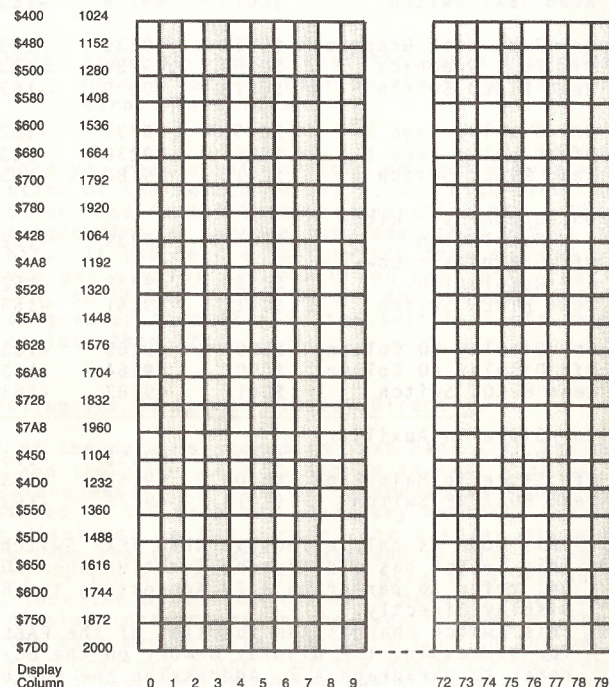 $400 1024
$480 1152
$500 1280
$580 1408
$600 1536
$680 1664
$700 1792
$780 1920
$428 1064
$4A8 1192
$528 1320
$5A8 1448
$628 1576
$6A8 1704
$728 1832
$7A8 1960
$450 1104
$4D0 1232
$550 1360
$5D0 1488
$650 1616
$6D0 1744
$750 1872
$7D0 2000
Display
Column 0 1 2 3 4 5 6 7 8 9 72 73 74 75 76 77 78 79